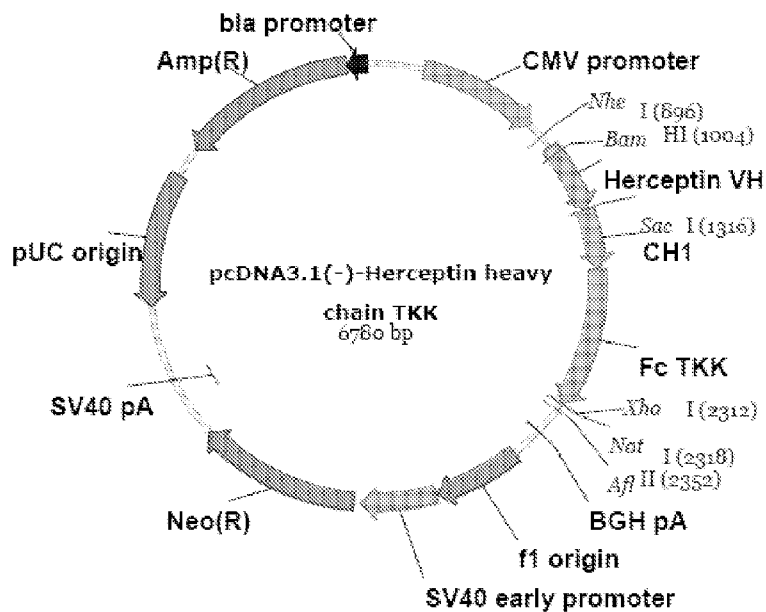 bla promoter
Amp(R)
CMV promoter
Nhe I (896)
Bam HI (1004)
Herceptin VH
Sac I (1316)
CH1
pUC origin
pcDNA3.1(-)-Herceptin heavy
chain TKK
6780 bp
Fc TKK
Xho I (2312)
Not I (2318)
Afl II (2352)
SV40 pA
BGH pA
Neo(R)
f1 origin
SV40 early promoter